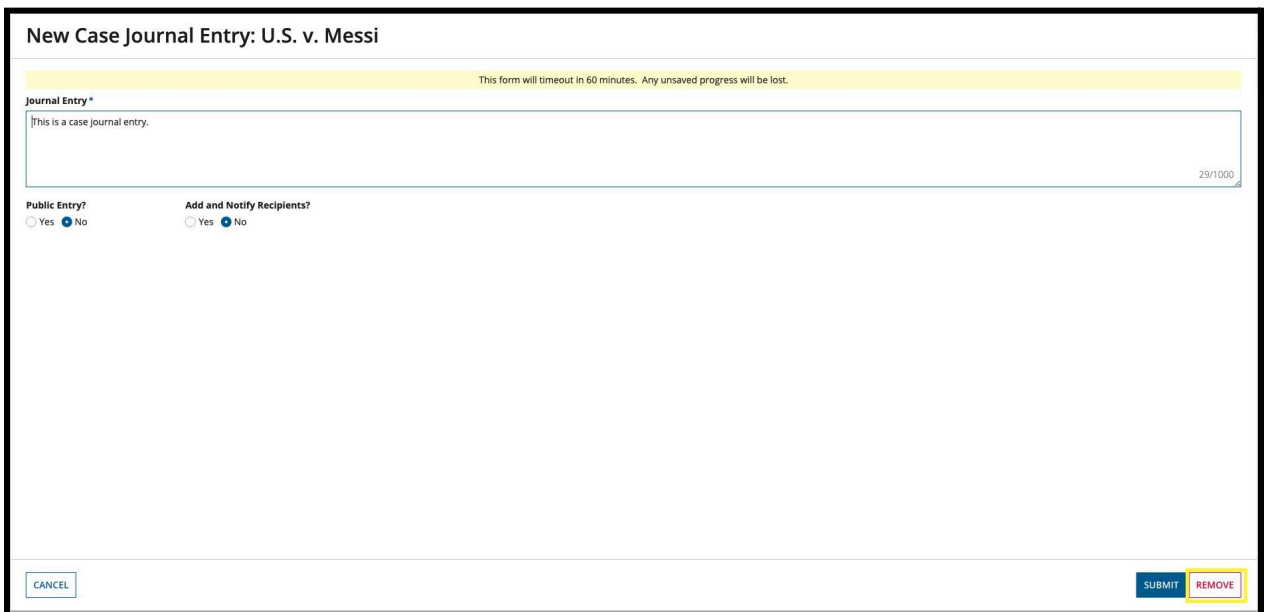 New Case Journal Entry: U.S. v. Messi
This form will timeout in 60 minutes. Any unsaved progress will be lost.
Journal Entry *
This is a case journal entry.
29/1000
Public Entry? Add and Notify Recipients?
Yes No Yes No
CANCEL SUBMIT REMOVE